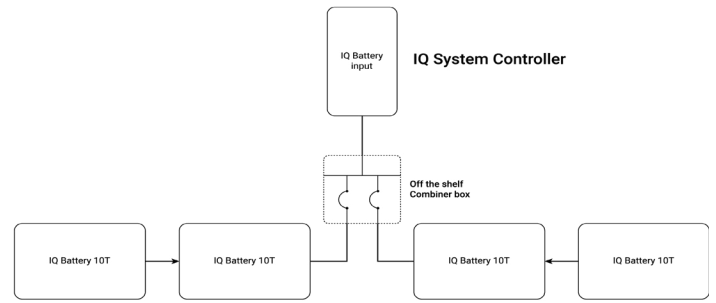 IQ Battery
input
IQ System Controller
Off the shelf
Combiner box
IQ Battery 10T
IQ Battery 10T
IQ Battery 10T
IQ Battery 10T